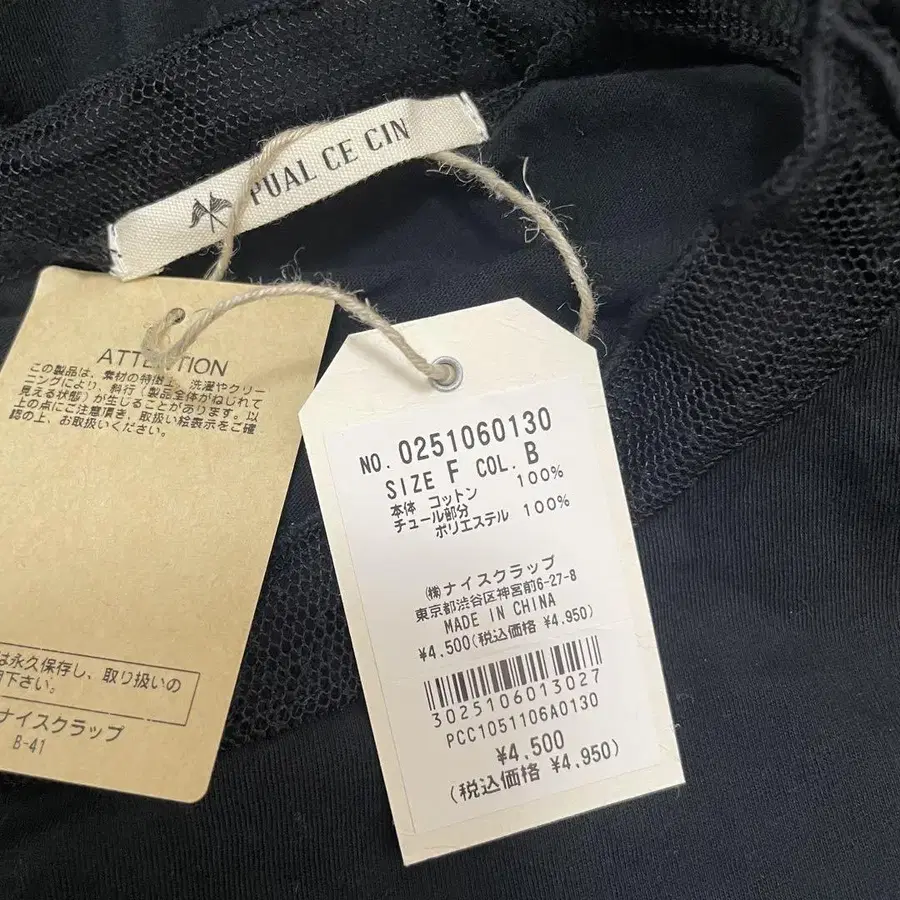 PUAL CE CIN
ATTENTION
この製品は、素材の特徴上、洗濯やクリー
ニングにより、斜行(製品全体がねじれて
見える状態)が生じることがあります。以
上の点にご注意頂き、取扱い絵表示をご確
認の上、お取扱いください。
は永久保存し、取り扱いの
下さい。
ナイスクラップ
B-41
NO. 0251060130
SIZE F COL. B
本体 コットン 100%
チュール部分
ポリエステル 100%
㈱ナイスクラップ
東京都渋谷区神宮前6-27-8
MADE IN CHINA
¥4,500(税込価格 ¥4,950)
3025106013027
PCC1051106A0130
¥4,500
(税込価格 ¥4,950)